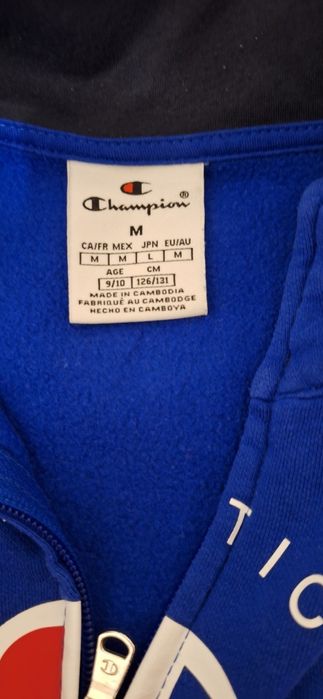 Champion®
M
CA/FR MEX JPN EU/AU
M M L M
AGE CM
9/10 126/131
MADE IN CAMBODIA
FABRIQUÉ AU CAMBODGE
HECHO EN CAMBOYA
TIC